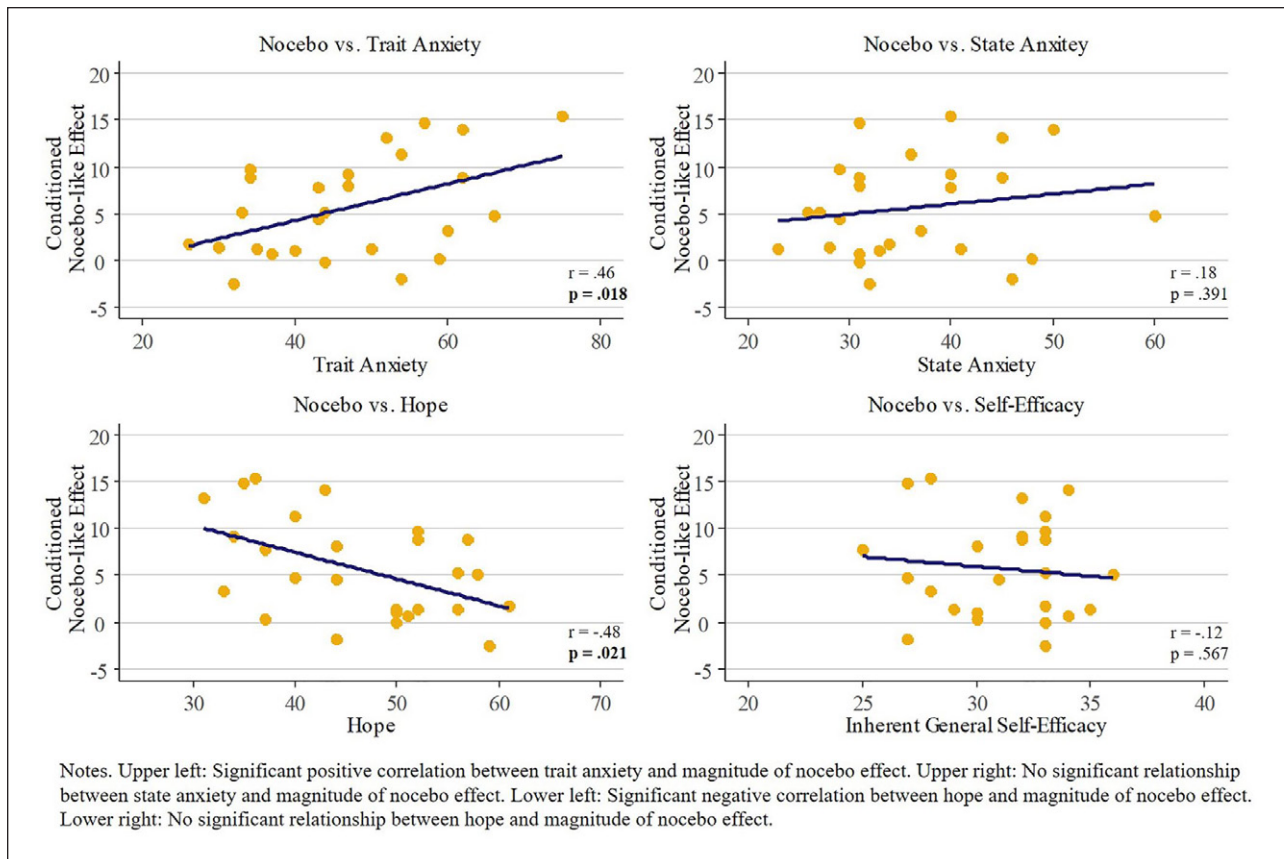 Nocebo vs. Trait Anxiety
Conditioned
Nocebo-like Effect
20
15
10
5
0
-5
r = .46
p = .018
20
40
60
80
Trait Anxiety
Nocebo vs. State Anxitey
Conditioned
Nocebo-like Effect
20
15
10
5
0
-5
r = .18
p = .391
20
30
40
50
60
State Anxiety
Nocebo vs. Hope
Conditioned
Nocebo-like Effect
20
15
10
5
0
-5
r = -.48
p = .021
30
40
50
60
70
Hope
Nocebo vs. Self-Efficacy
Conditioned
Nocebo-like Effect
20
15
10
5
0
-5
r = -.12
p = .567
20
25
30
35
40
Inherent General Self-Efficacy
Notes. Upper left: Significant positive correlation between trait anxiety and magnitude of nocebo effect. Upper right: No significant relationship
between state anxiety and magnitude of nocebo effect. Lower left: Significant negative correlation between hope and magnitude of nocebo effect.
Lower right: No significant relationship between hope and magnitude of nocebo effect.